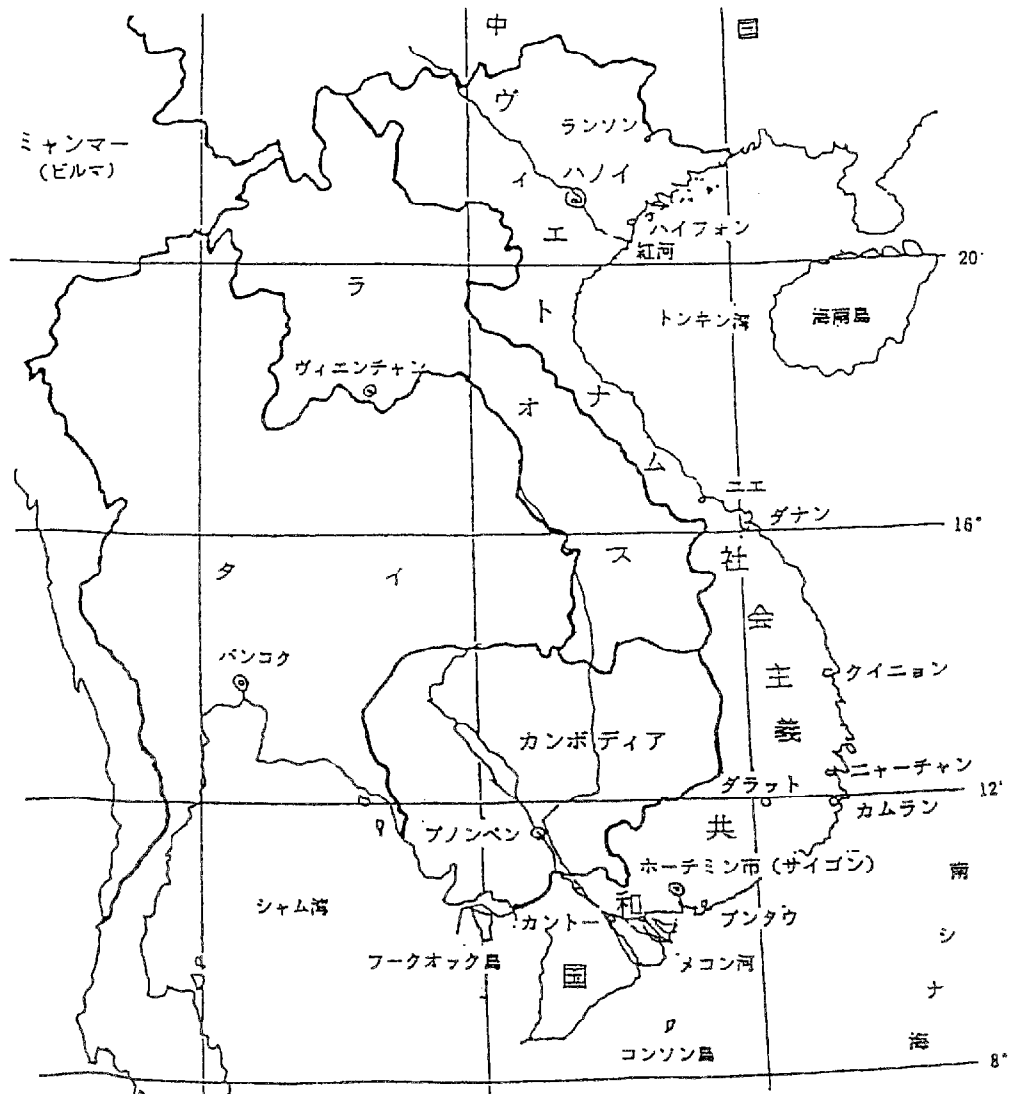 中国
ミャンマー
(ビルマ)
ヴィエトナム社会主義共和国
ランソン
ハノイ
ハイフォン
紅河
20°
ラオス
トンキン湾
海南島
ヴィエンチャン
ニエ
ダナン
16°
タイ
バンコク
クイニョン
カンボディア
ニャーチャン
ダラット
12°
カムラン
プノンペン
ホーチミン市(サイゴン)
シャム湾
カントー
ブンタウ
フークオック島
メコン河
南シナ海
コンソン島
8°